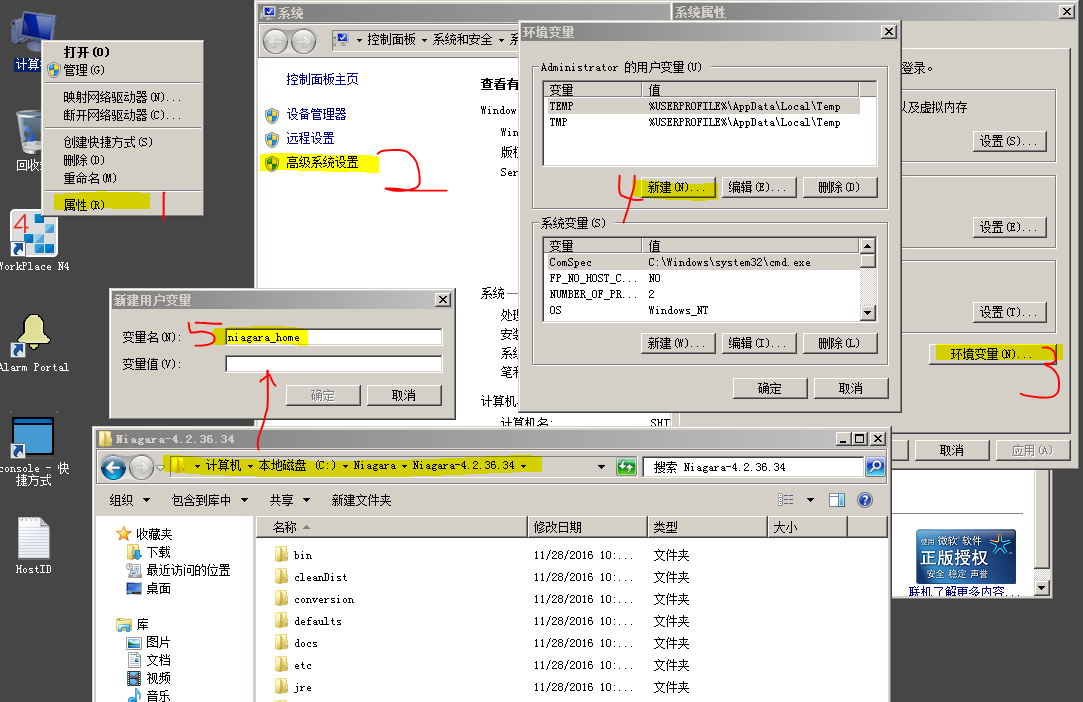 计算
打开(O)
管理(G)
映射网络驱动器(N)...
断开网络驱动器(C)...
创建快捷方式(S)
删除(D)
重命名(M)
属性(R)
1
回收
4
WorkPlace N4
Alarm Portal
console - 快
捷方式
HostID
系统
控制面板 系统和安全 系
控制面板主页
设备管理器
远程设置
高级系统设置
2
查看有
Window
Win
版权
Ser
系统
处理
安装
系统
笔和
计算机
计算机名: SHT
系统属性
登录。
以及虚拟内存
设置(S)...
设置(E)...
设置(T)...
环境变量(N)...
3
取消
应用(A)
环境变量
Administrator 的用户变量(U)
变量 值
TEMP %USERPROFILE%\AppData\Local\Temp
TMP %USERPROFILE%\AppData\Local\Temp
4
新建(N)... 编辑(E)... 删除(D)
系统变量(S)
变量 值
ComSpec C:\Windows\system32\cmd.exe
FP_NO_HOST_C... NO
NUMBER_OF_PR... 2
OS Windows_NT
新建(W)... 编辑(I)... 删除(L)
确定 取消
新建用户变量
变量名(N): 5 niagara_home
变量值(V):
确定 取消
Niagara-4.2.36.34
计算机 本地磁盘 (C:) Niagara Niagara-4.2.36.34
搜索 Niagara-4.2.36.34
组织 包含到库中 共享 新建文件夹
收藏夹
下载
最近访问的位置
桌面
库
图片
文档
视频
音乐
名称 修改日期 类型 大小
bin 11/28/2016 10:... 文件夹
cleanDist 11/28/2016 10:... 文件夹
conversion 11/28/2016 10:... 文件夹
defaults 11/28/2016 10:... 文件夹
docs 11/28/2016 10:... 文件夹
etc 11/28/2016 10:... 文件夹
jre 11/28/2016 10:... 文件夹
使用 微软 软件
正版授权
安全 稳定 声誉
联机了解更多内容...